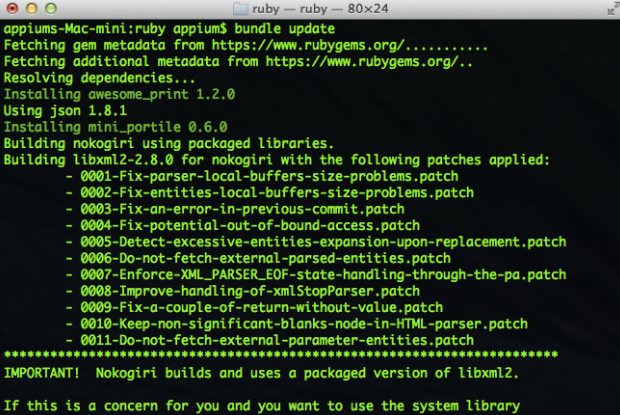 ruby — ruby — 80×24
appiums-Mac-mini:ruby appium$ bundle update
Fetching gem metadata from https://www.rubygems.org/...........
Fetching additional metadata from https://www.rubygems.org/..
Resolving dependencies...
Installing awesome_print 1.2.0
Using json 1.8.1
Installing mini_portile 0.6.0
Building nokogiri using packaged libraries.
Building libxml2-2.8.0 for nokogiri with the following patches applied:
- 0001-Fix-parser-local-buffers-size-problems.patch
- 0002-Fix-entities-local-buffers-size-problems.patch
- 0003-Fix-an-error-in-previous-commit.patch
- 0004-Fix-potential-out-of-bound-access.patch
- 0005-Detect-excessive-entities-expansion-upon-replacement.patch
- 0006-Do-not-fetch-external-parsed-entities.patch
- 0007-Enforce-XML_PARSER_EOF-state-handling-through-the-pa.patch
- 0008-Improve-handling-of-xmlStopParser.patch
- 0009-Fix-a-couple-of-return-without-value.patch
- 0010-Keep-non-significant-blanks-node-in-HTML-parser.patch
- 0011-Do-not-fetch-external-parameter-entities.patch
************************************************************************
IMPORTANT!  Nokogiri builds and uses a packaged version of libxml2.
If this is a concern for you and you want to use the system library